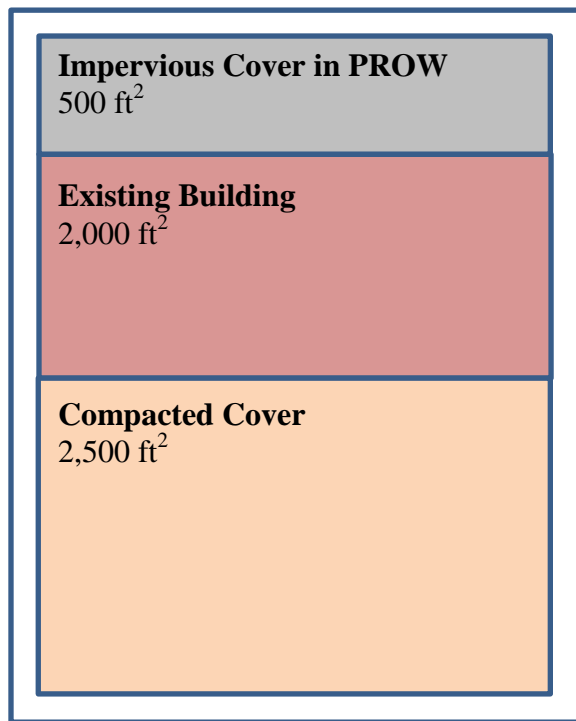 Impervious Cover in PROW
500 ft²
Existing Building
2,000 ft²
Compacted Cover
2,500 ft²